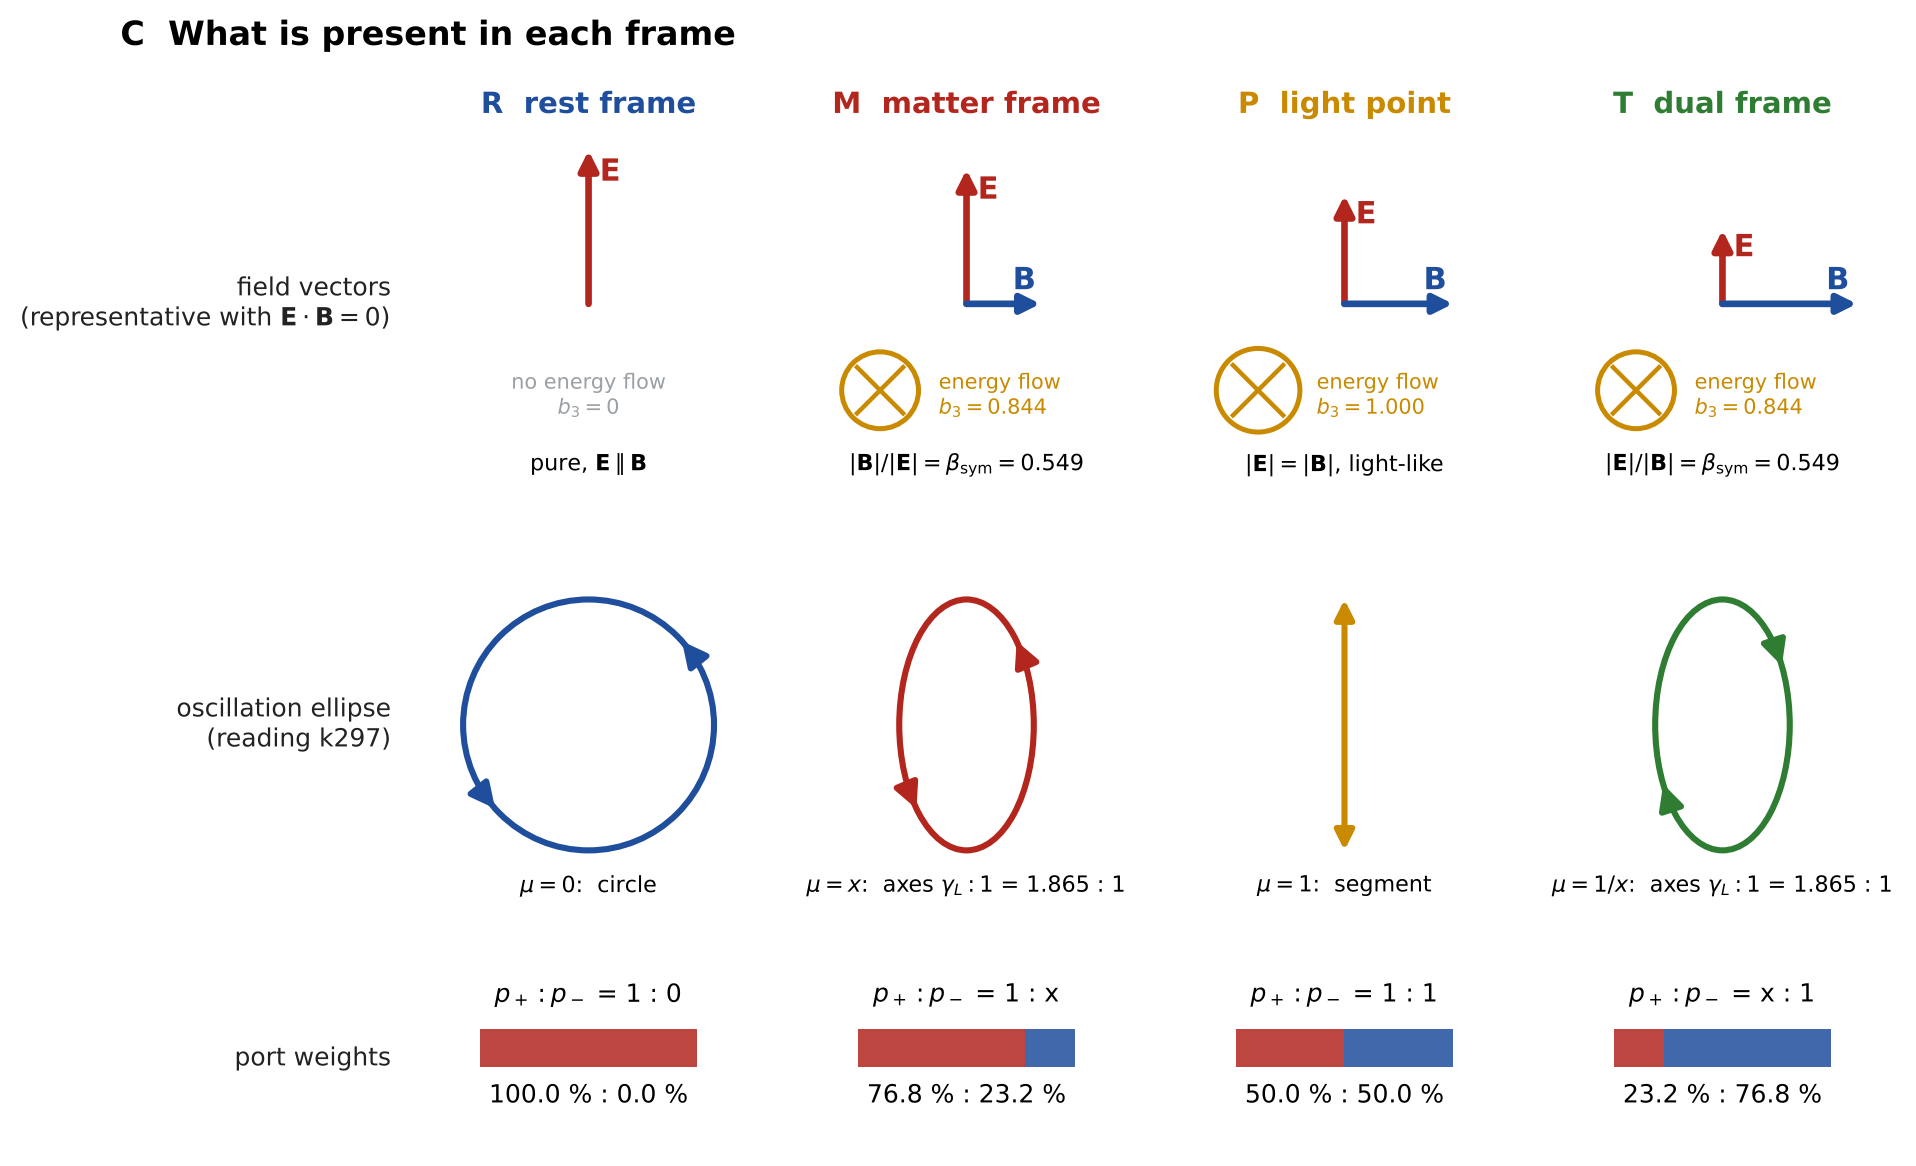 C  What is present in each frame
R  rest frame
M  matter frame
P  light point
T  dual frame
field vectors
(representative with E · B = 0)
E
E
B
E
B
E
B
no energy flow
b₃ = 0
energy flow
b₃ = 0.844
energy flow
b₃ = 1.000
energy flow
b₃ = 0.844
pure, E ∥ B
|B|/|E| = β_sym = 0.549
|E| = |B|, light-like
|E|/|B| = β_sym = 0.549
oscillation ellipse
(reading k297)
μ = 0:  circle
μ = x:  axes γ_L : 1 = 1.865 : 1
μ = 1:  segment
μ = 1/x:  axes γ_L : 1 = 1.865 : 1
port weights
p₊ : p₋ = 1 : 0
100.0 % : 0.0 %
p₊ : p₋ = 1 : x
76.8 % : 23.2 %
p₊ : p₋ = 1 : 1
50.0 % : 50.0 %
p₊ : p₋ = x : 1
23.2 % : 76.8 %